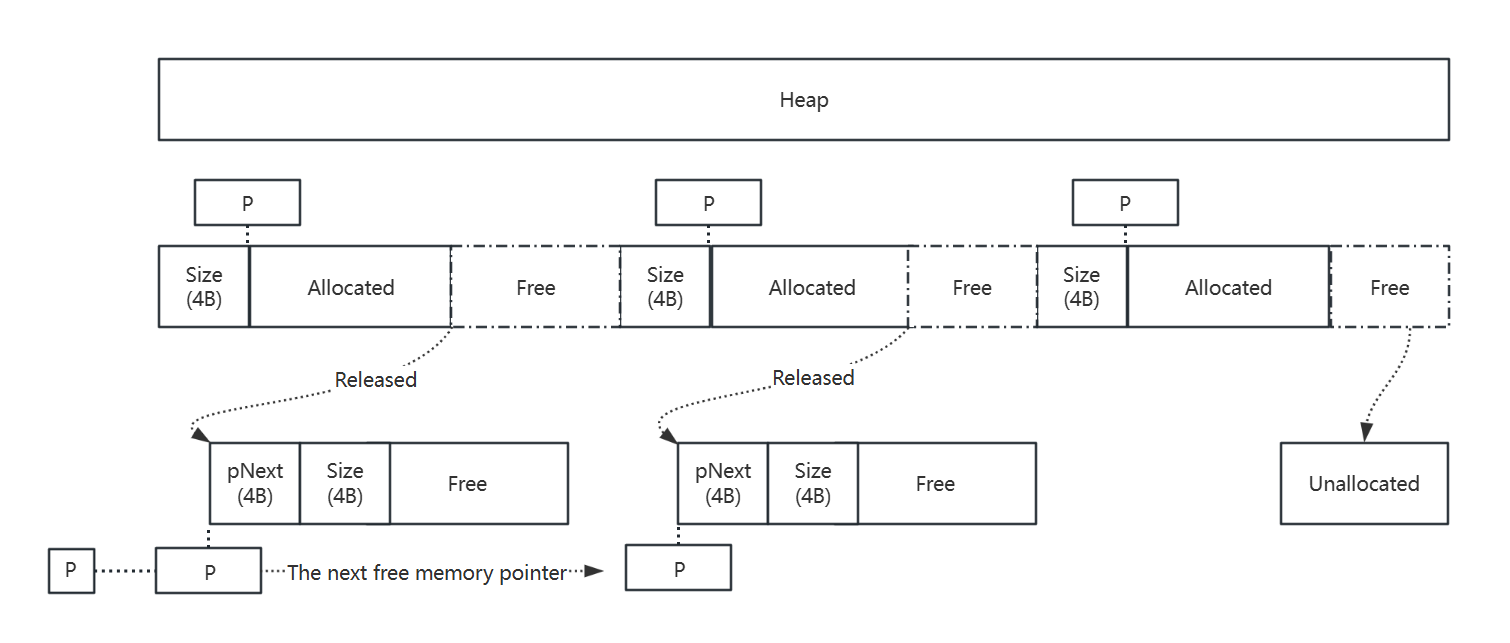 Heap
P
P
P
Size
(4B)
Allocated
Free
Size
(4B)
Allocated
Free
Size
(4B)
Allocated
Free
Released
Released
pNext
(4B)
Size
(4B)
Free
pNext
(4B)
Size
(4B)
Free
Unallocated
P
P
The next free memory pointer
P